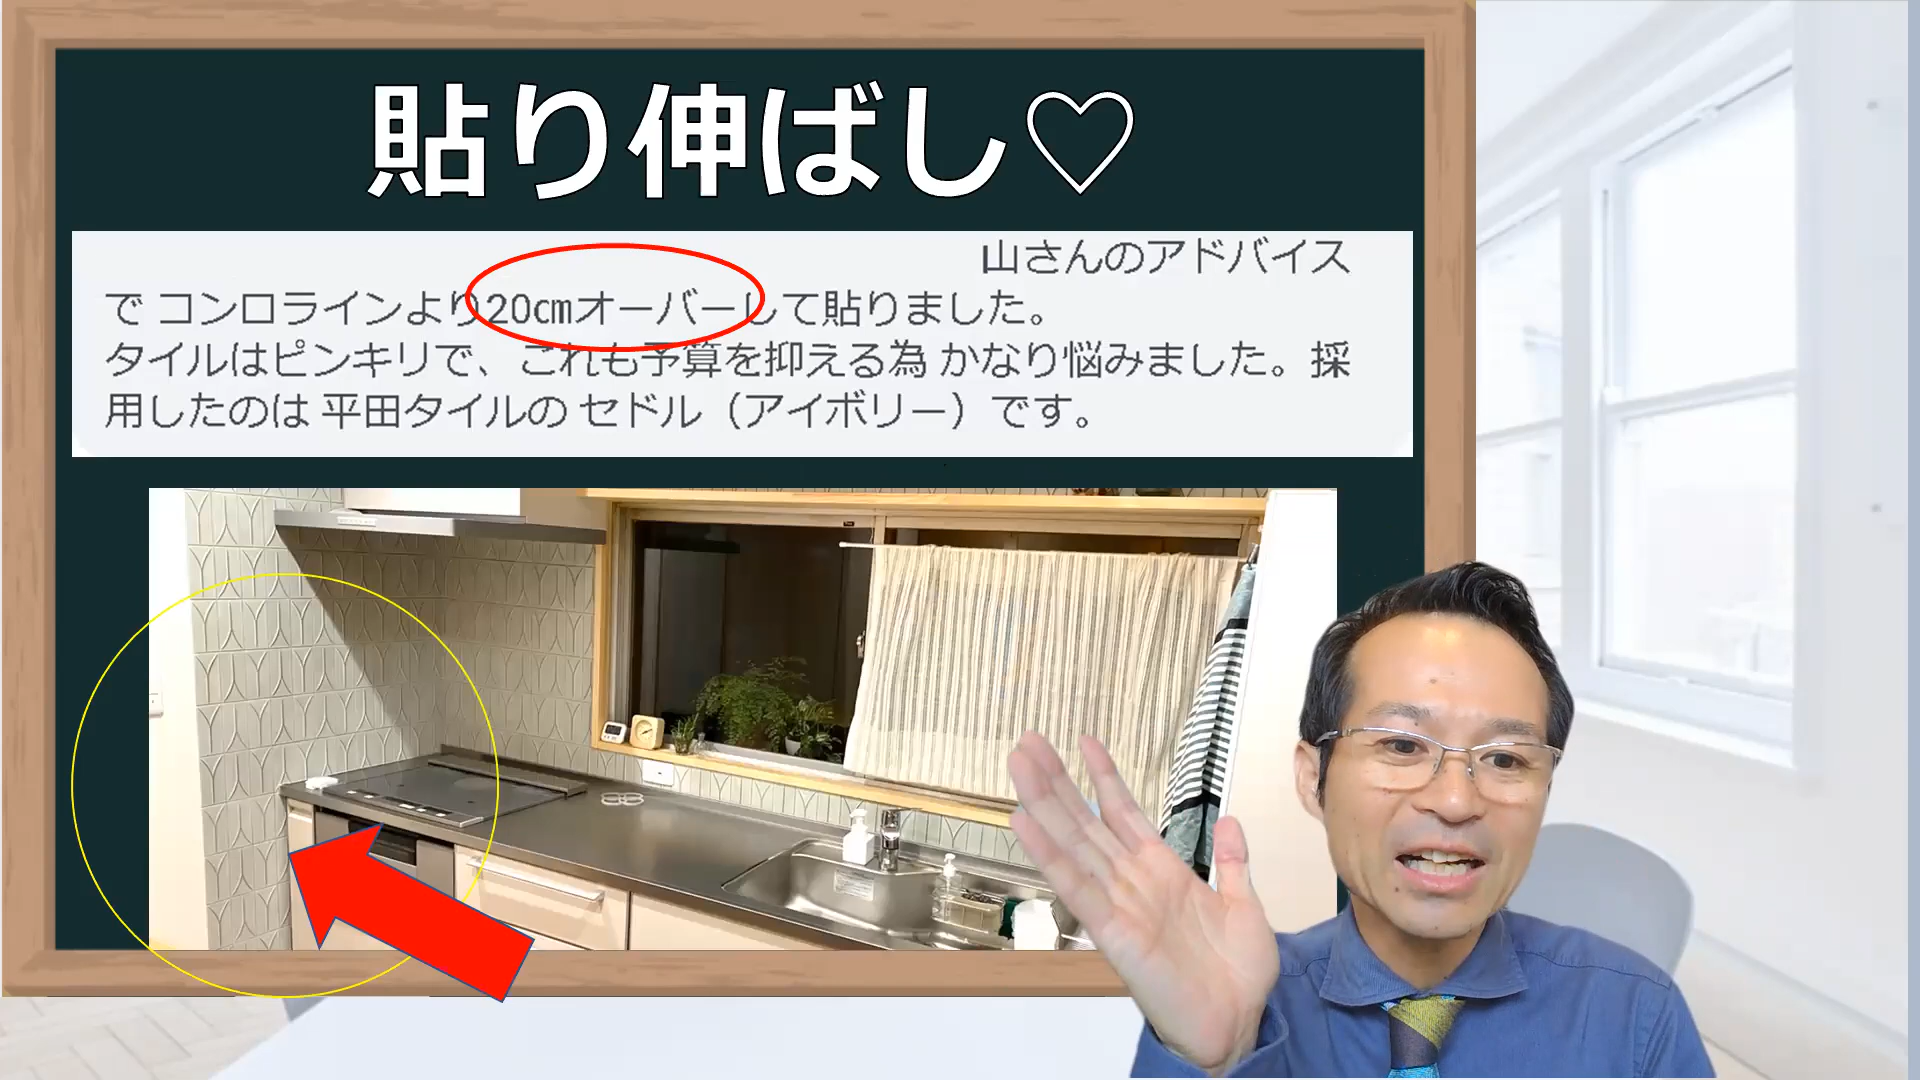 貼り伸ばし♡
山さんのアドバイス
で コンロラインより20㎝オーバーして貼りました。
タイルはピンキリで、これも予算を抑える為 かなり悩みました。採
用したのは 平田タイルの セドル（アイボリー）です。